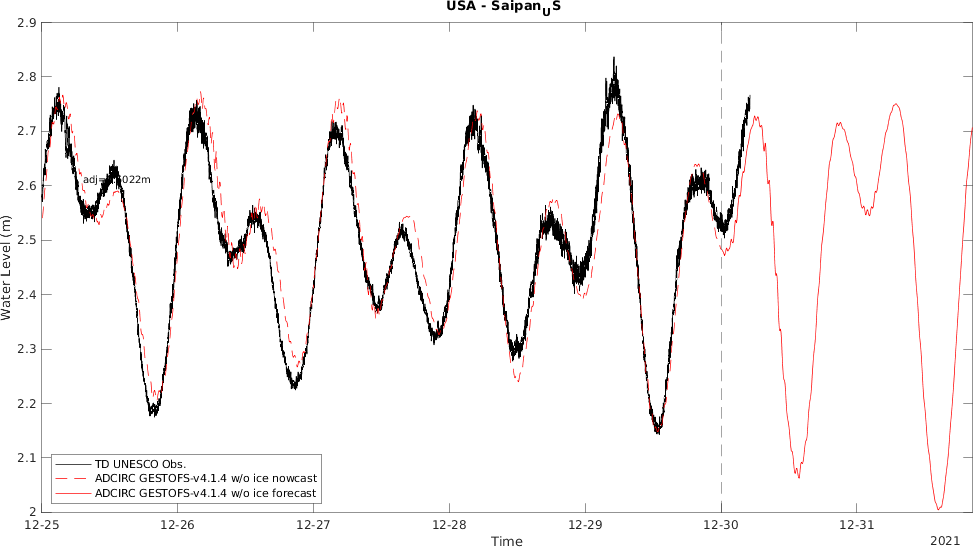 USA - Saipan_US
2.9
2.8
2.7
2.6
2.5
2.4
2.3
2.2
2.1
2
Water Level (m)
022m
TD UNESCO Obs.
ADCIRC GESTOFS-v4.1.4 w/o ice nowcast
ADCIRC GESTOFS-v4.1.4 w/o ice forecast
12-25 12-26 12-27 12-28 12-29 12-30 12-31
Time
2021